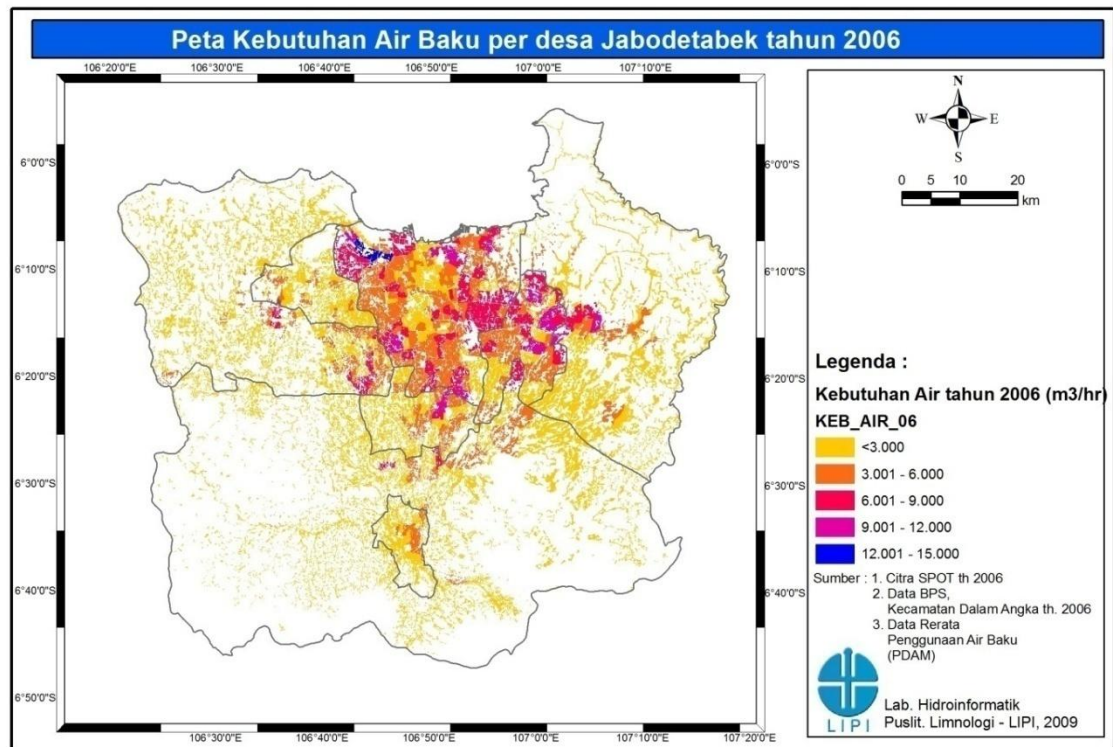 Peta Kebutuhan Air Baku per desa Jabodetabek tahun 2006
106°20'0"E 106°30'0"E 106°40'0"E 106°50'0"E 107°0'0"E 107°10'0"E
6°0'0"S 6°0'0"S
6°10'0"S 6°10'0"S
6°20'0"S 6°20'0"S
6°30'0"S 6°30'0"S
6°40'0"S 6°40'0"S
6°50'0"S
106°30'0"E 106°40'0"E 106°50'0"E 107°0'0"E 107°10'0"E 107°20'0"E
N
W E
S
0 5 10 20
km
Legenda :
Kebutuhan Air tahun 2006 (m3/hr)
KEB_AIR_06
<3.000
3.001 - 6.000
6.001 - 9.000
9.001 - 12.000
12.001 - 15.000
Sumber : 1. Citra SPOT th 2006
2. Data BPS,
Kecamatan Dalam Angka th. 2006
3. Data Rerata
Penggunaan Air Baku
(PDAM)
LIPI
Lab. Hidroinformatik
Puslit. Limnologi - LIPI, 2009